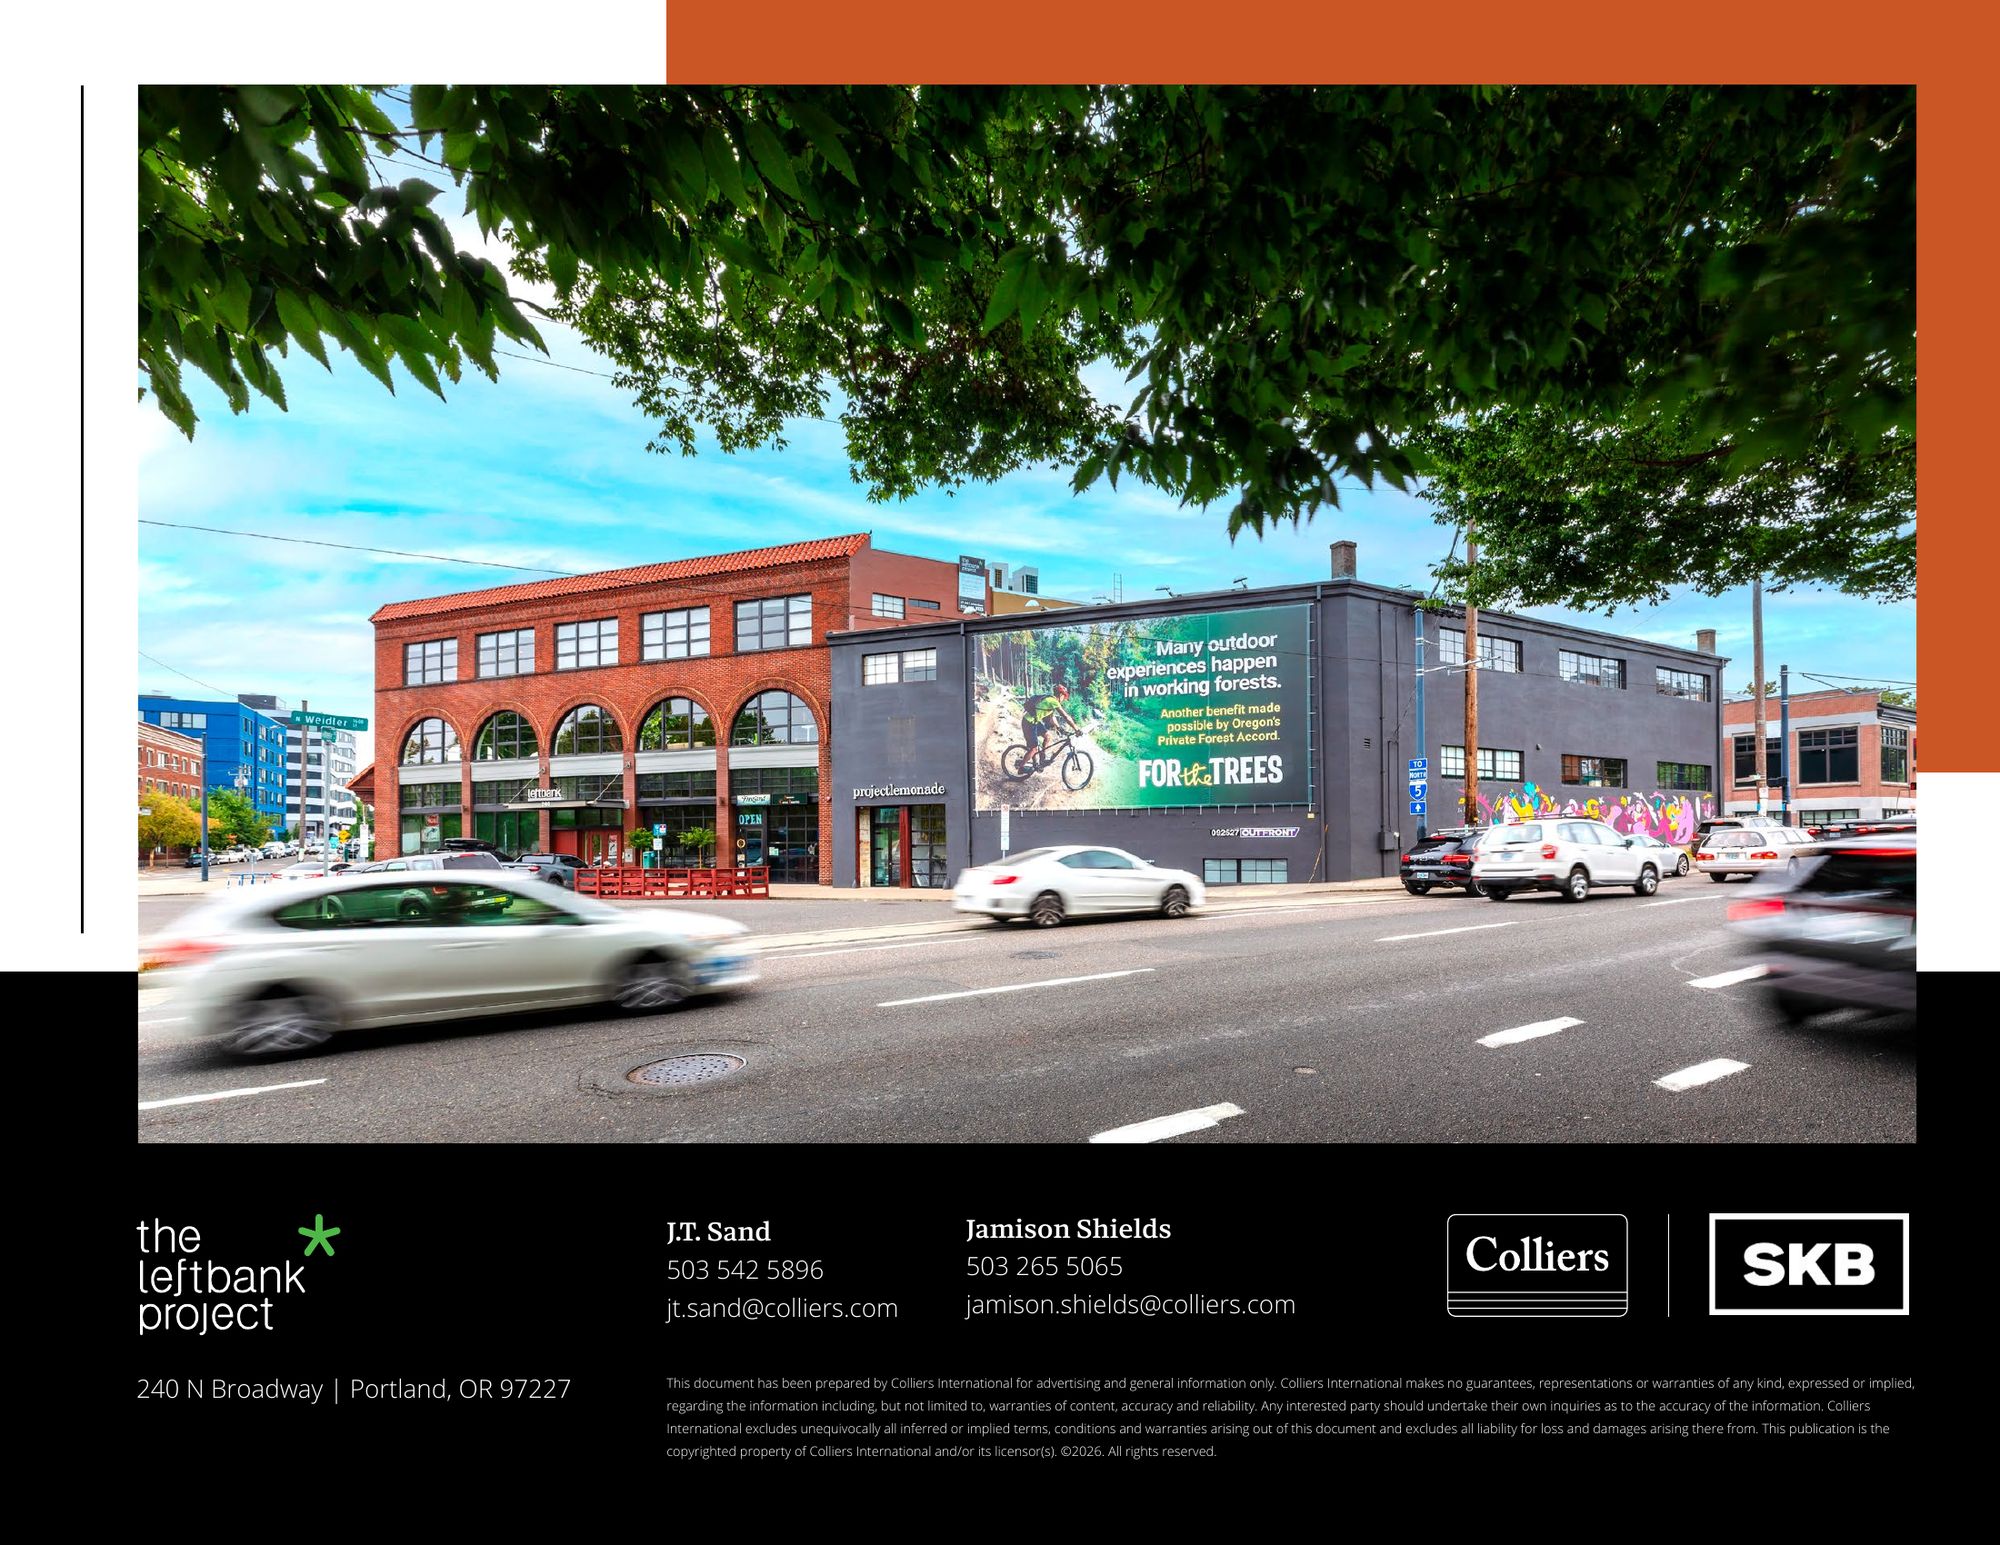 N Weidler
leftbank
OPEN
projectlemonade
Many outdoor
experiences happen
in working forests.
Another benefit made
possible by Oregon's
Private Forest Accord.
FOR the TREES
092527 OUTFRONT
TO
NORTH
5
the
leftbank
project
240 N Broadway | Portland, OR 97227
J.T. Sand
503 542 5896
jt.sand@colliers.com
Jamison Shields
503 265 5065
jamison.shields@colliers.com
Colliers
SKB
This document has been prepared by Colliers International for advertising and general information only. Colliers International makes no guarantees, representations or warranties of any kind, expressed or implied,
regarding the information including, but not limited to, warranties of content, accuracy and reliability. Any interested party should undertake their own inquiries as to the accuracy of the information. Colliers
International excludes unequivocally all inferred or implied terms, conditions and warranties arising out of this document and excludes all liability for loss and damages arising there from. This publication is the
copyrighted property of Colliers International and/or its licensor(s). ©2026. All rights reserved.